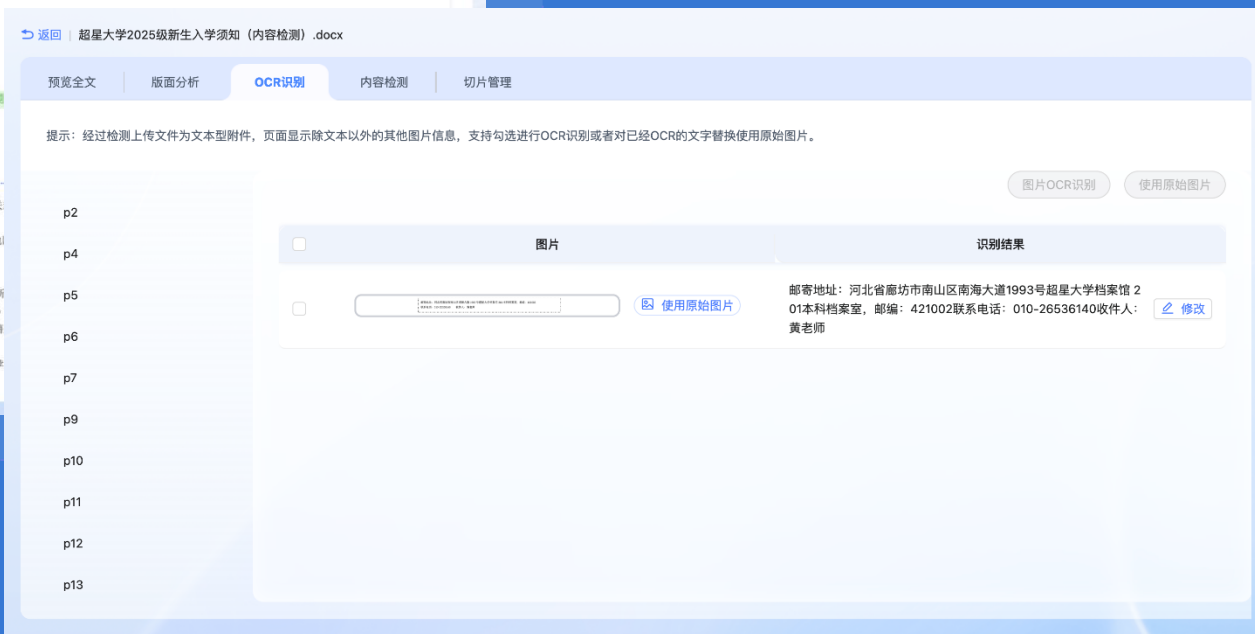 返回 | 超星大学2025级新生入学须知（内容检测）.docx
预览全文 版面分析 OCR识别 内容检测 切片管理
提示：经过检测上传文件为文本型附件，页面显示除文本以外的其他图片信息，支持勾选进行OCR识别或者对已经OCR的文字替换使用原始图片。
图片OCR识别 使用原始图片
p2
p4
p5
p6
p7
p9
p10
p11
p12
p13
图片 识别结果
使用原始图片
邮寄地址：河北省廊坊市南山区南海大道1993号超星大学档案馆 2
01本科档案室，邮编：421002联系电话：010-26536140收件人：
黄老师
修改